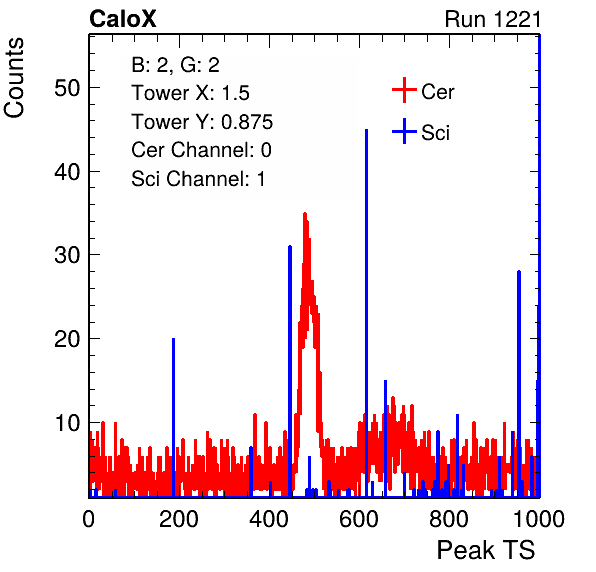 CaloX Run 1221
Counts
B: 2, G: 2
Tower X: 1.5
Tower Y: 0.875
Cer Channel: 0
Sci Channel: 1
Cer
Sci
50
40
30
20
10
0 200 400 600 800 1000
Peak TS